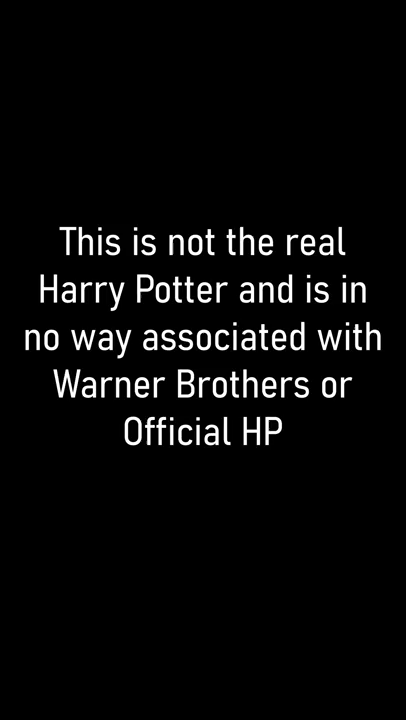 This is not the real
Harry Potter and is in
no way associated with
Warner Brothers or
Official HP